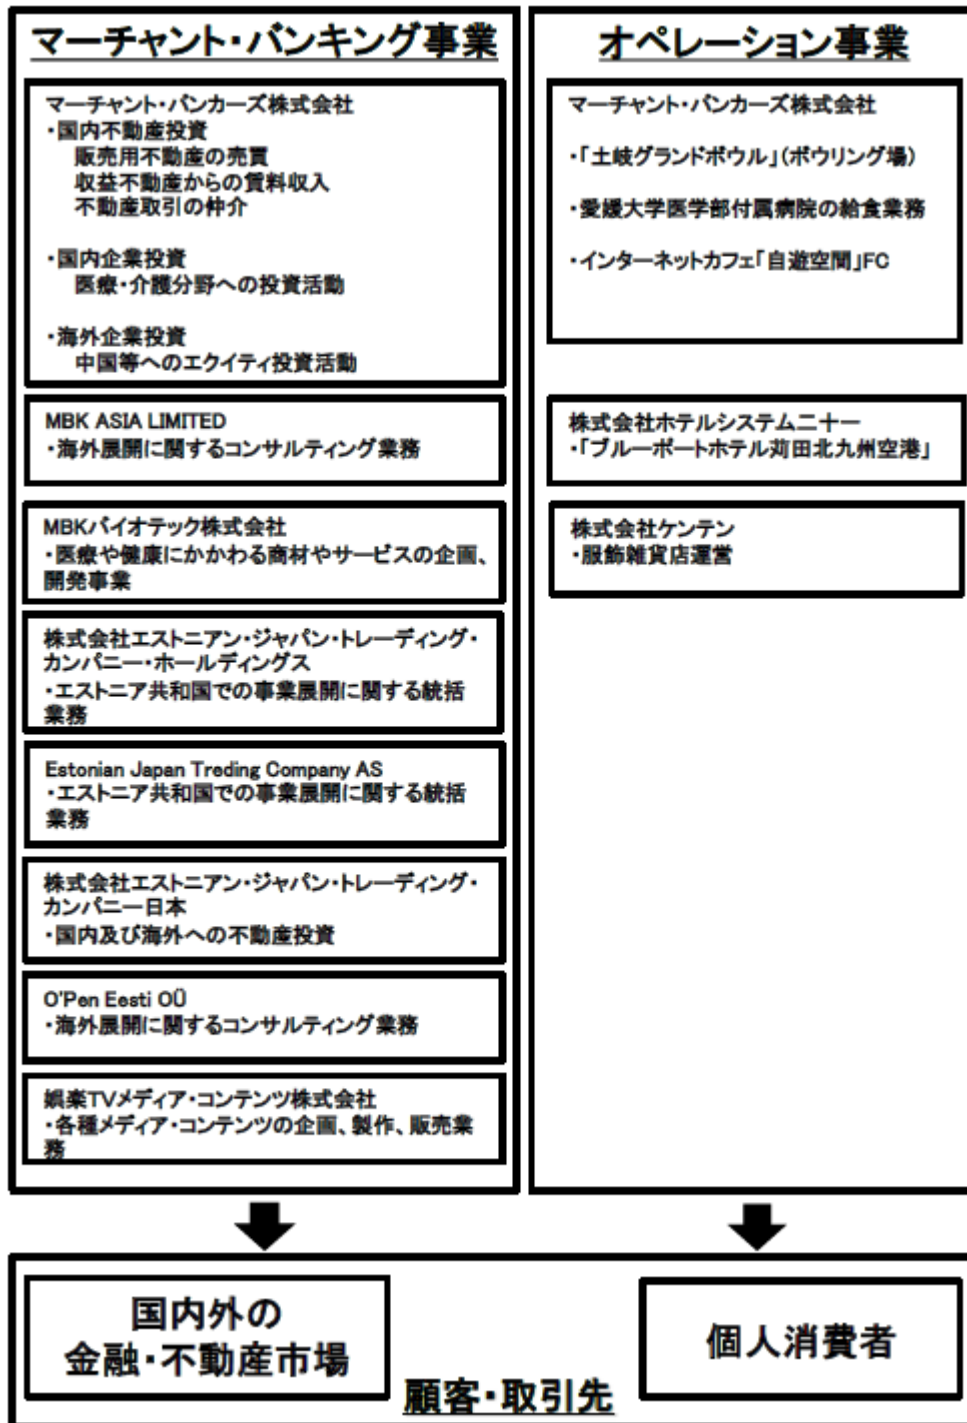 マーチャント・バンキング事業
マーチャント・バンカーズ株式会社
・国内不動産投資
販売用不動産の売買
収益不動産からの賃料収入
不動産取引の仲介
・国内企業投資
医療・介護分野への投資活動
・海外企業投資
中国等へのエクイティ投資活動
MBK ASIA LIMITED
・海外展開に関するコンサルティング業務
MBKバイオテック株式会社
・医療や健康にかかわる商材やサービスの企画、
開発事業
株式会社エストニアン・ジャパン・トレーディング・
カンパニー・ホールディングス
・エストニア共和国での事業展開に関する統括
業務
Estonian Japan Treding Company AS
・エストニア共和国での事業展開に関する統括
業務
株式会社エストニアン・ジャパン・トレーディング・
カンパニー日本
・国内及び海外への不動産投資
O'Pen Eesti OÜ
・海外展開に関するコンサルティング業務
娯楽TVメディア・コンテンツ株式会社
・各種メディア・コンテンツの企画、製作、販売業
務
オペレーション事業
マーチャント・バンカーズ株式会社
・「土岐グランドボウル」(ボウリング場)
・愛媛大学医学部付属病院の給食業務
・インターネットカフェ「自遊空間」FC
株式会社ホテルシステム二十一
・「ブルーポートホテル苅田北九州空港」
株式会社ケンテン
・服飾雑貨店運営
国内外の
金融・不動産市場
個人消費者
顧客・取引先